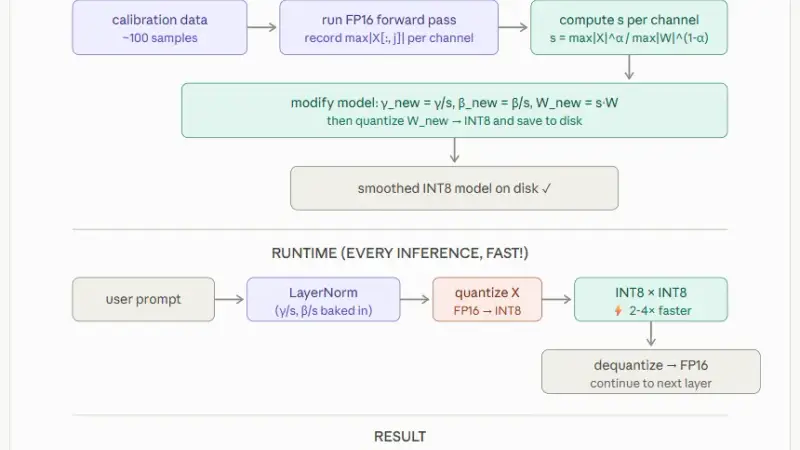 calibration data
~100 samples
run FP16 forward pass
record max|X[:, j]| per channel
compute s per channel
s = max|X|^α / max|W|^(1-α)
modify model: γ_new = γ/s, β_new = β/s, W_new = s·W
then quantize W_new → INT8 and save to disk
smoothed INT8 model on disk ✓
RUNTIME (EVERY INFERENCE, FAST!)
user prompt
LayerNorm
(γ/s, β/s baked in)
quantize X
FP16 → INT8
INT8 × INT8
⚡ 2-4× faster
dequantize → FP16
continue to next layer
RESULT